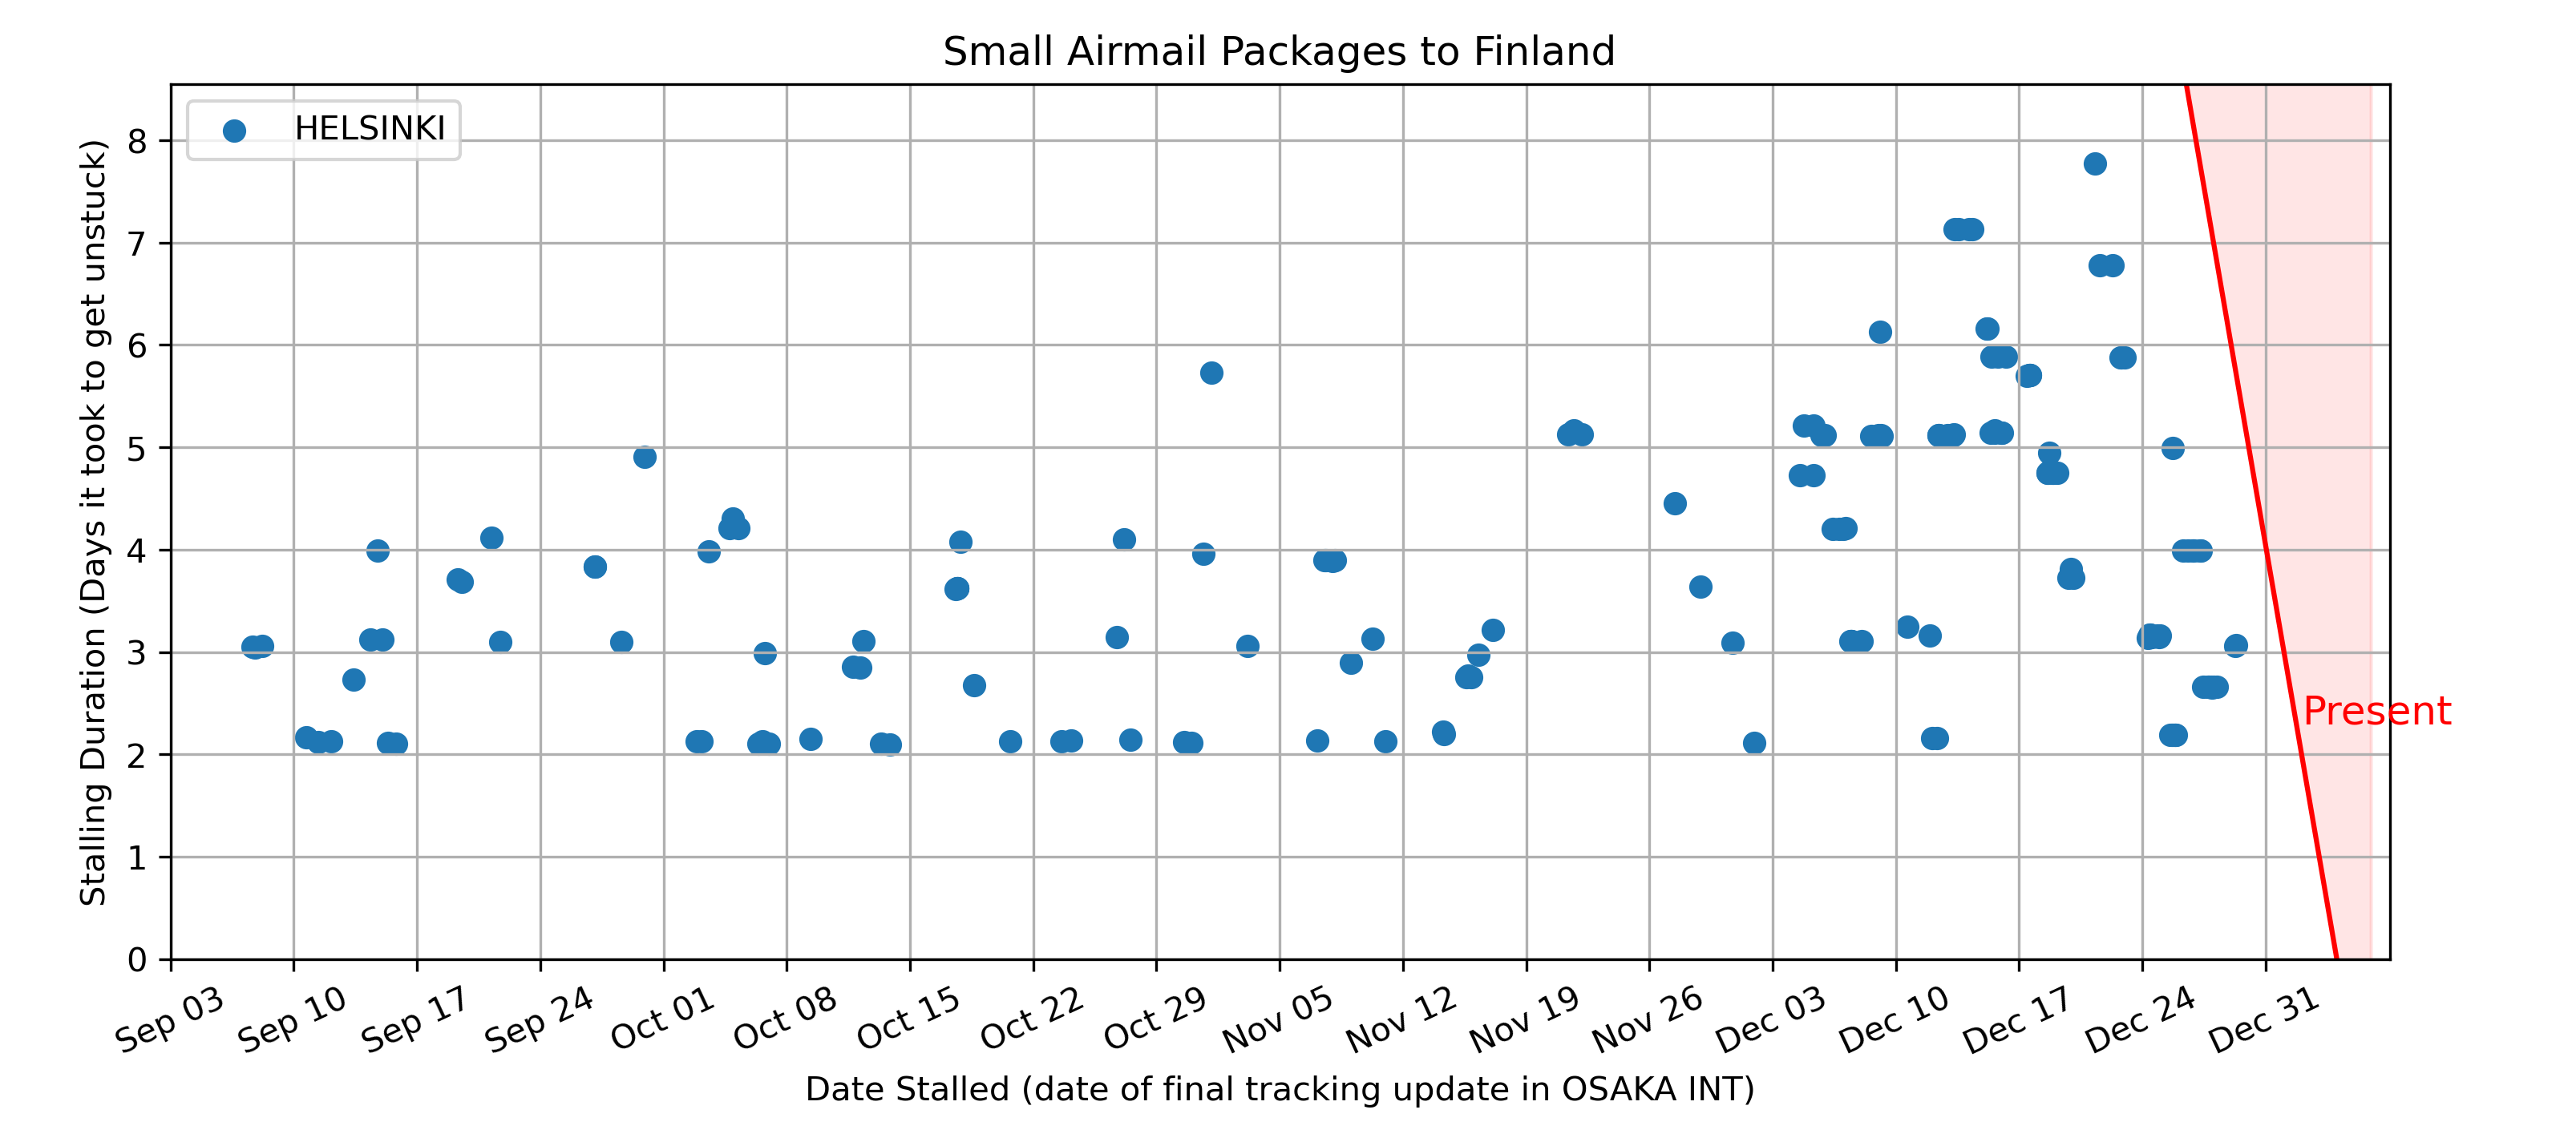 Small Airmail Packages to Finland
HELSINKI
Stalling Duration (Days it took to get unstuck)
8
7
6
5
4
3
2
1
0
Present
Sep 03
Sep 10
Sep 17
Sep 24
Oct 01
Oct 08
Oct 15
Oct 22
Oct 29
Nov 05
Nov 12
Nov 19
Nov 26
Dec 03
Dec 10
Dec 17
Dec 24
Dec 31
Date Stalled (date of final tracking update in OSAKA INT)